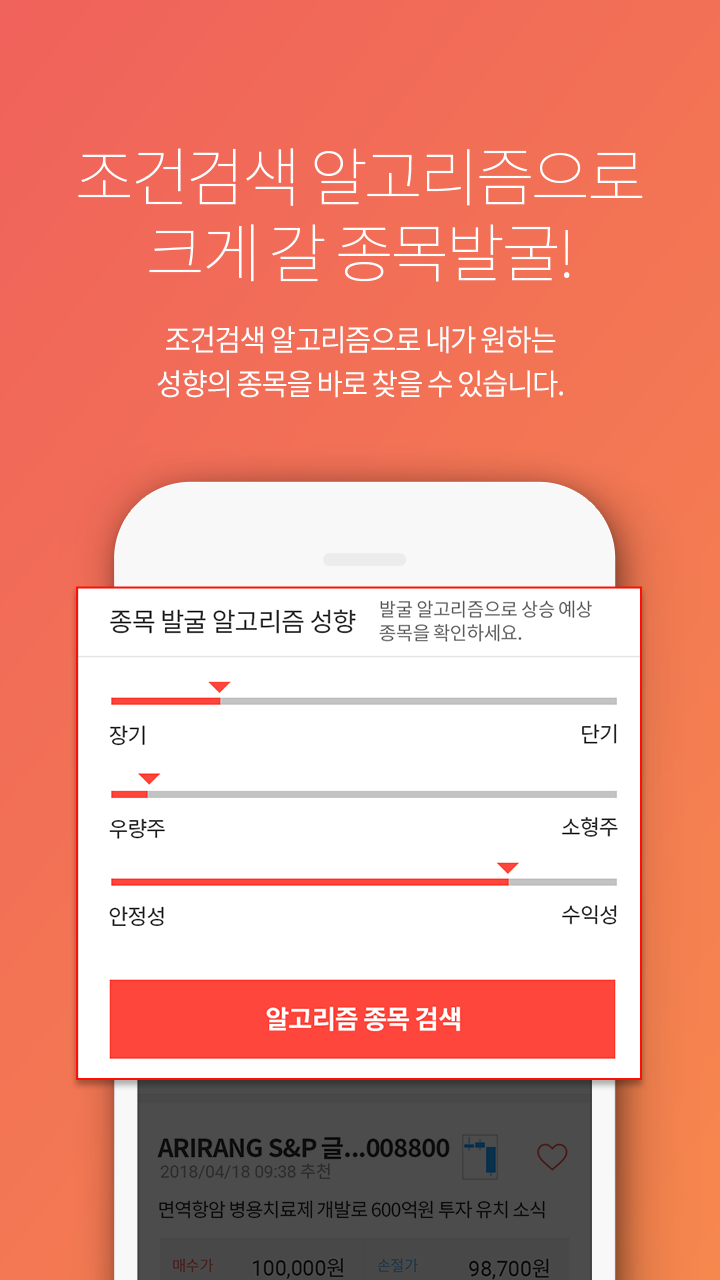 조건검색 알고리즘으로
크게 갈 종목발굴!
조건검색 알고리즘으로 내가 원하는
성향의 종목을 바로 찾을 수 있습니다.
종목 발굴 알고리즘 성향
발굴 알고리즘으로 상승 예상
종목을 확인하세요.
장기 단기
우량주 소형주
안정성 수익성
알고리즘 종목 검색
ARIRANG S&P 글...008800
2018/04/18 09:38 추천
면역항암 병용치료제 개발로 600억원 투자 유치 소식
매수가 100,000원 손절가 98,700원